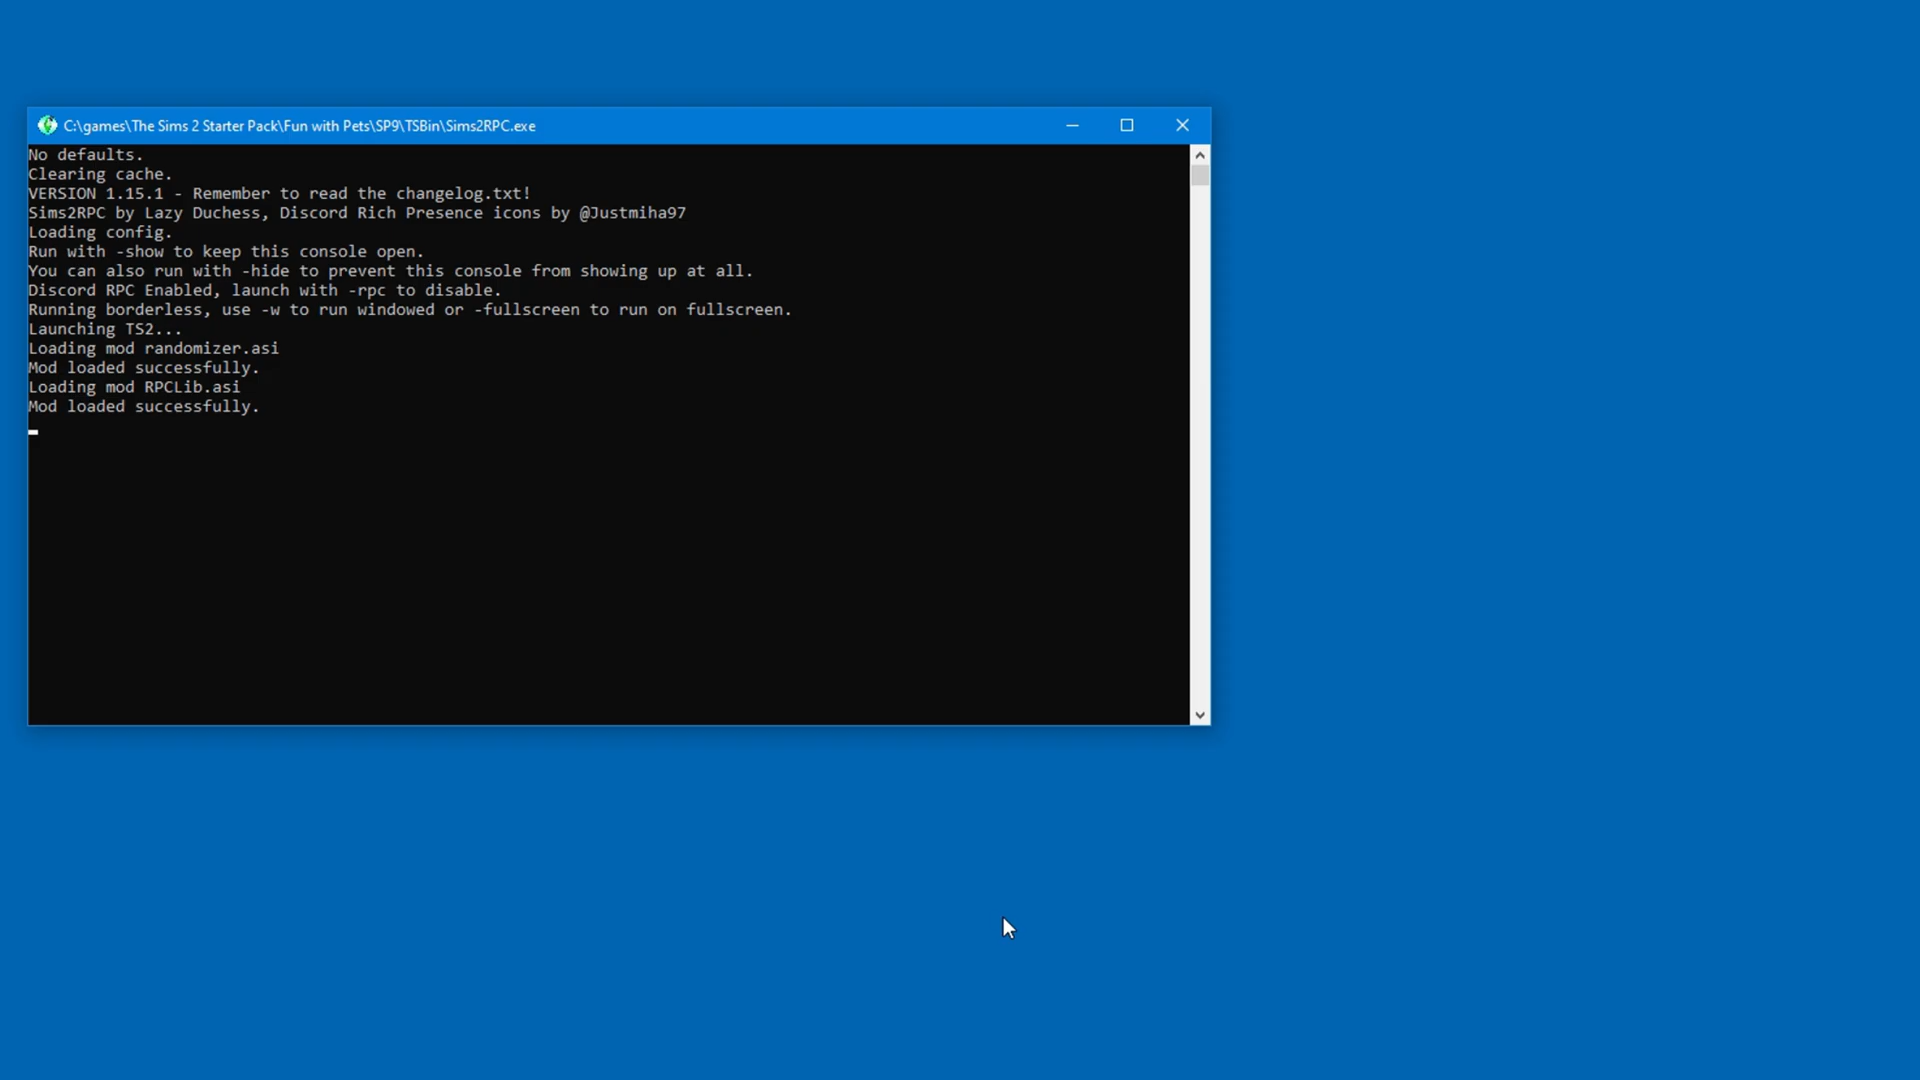 C:\games\The Sims 2 Starter Pack\Fun with Pets\SP9\TSBin\Sims2RPC.exe
No defaults.
Clearing cache.
VERSION 1.15.1 - Remember to read the changelog.txt!
Sims2RPC by Lazy Duchess, Discord Rich Presence icons by @Justmiha97
Loading config.
Run with -show to keep this console open.
You can also run with -hide to prevent this console from showing up at all.
Discord RPC Enabled, launch with -rpc to disable.
Running borderless, use -w to run windowed or -fullscreen to run on fullscreen.
Launching TS2...
Loading mod randomizer.asi
Mod loaded successfully.
Loading mod RPCLib.asi
Mod loaded successfully.